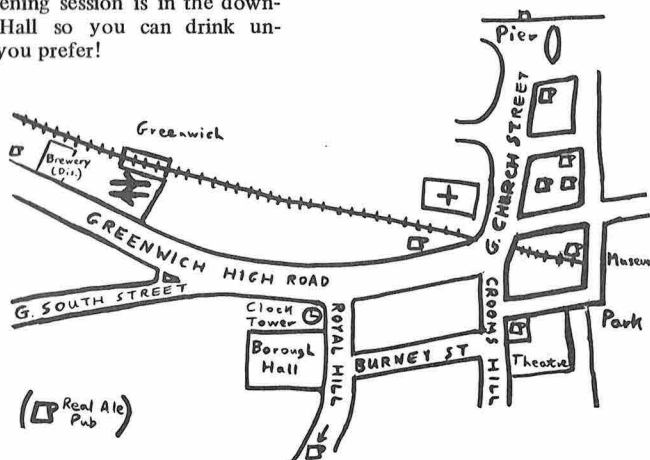 ening session is in the down-
Hall so you can drink un-
you prefer!
Pier
Greenwich
Brewery
(Dis.)
G. CHURCH STREET
GREENWICH HIGH ROAD
G. SOUTH STREET
Clock
Tower
Borough
Hall
ROYAL HILL
BURNEY ST
CROOMS HILL
Theatre
Museu
Park
(Real Ale
Pub)